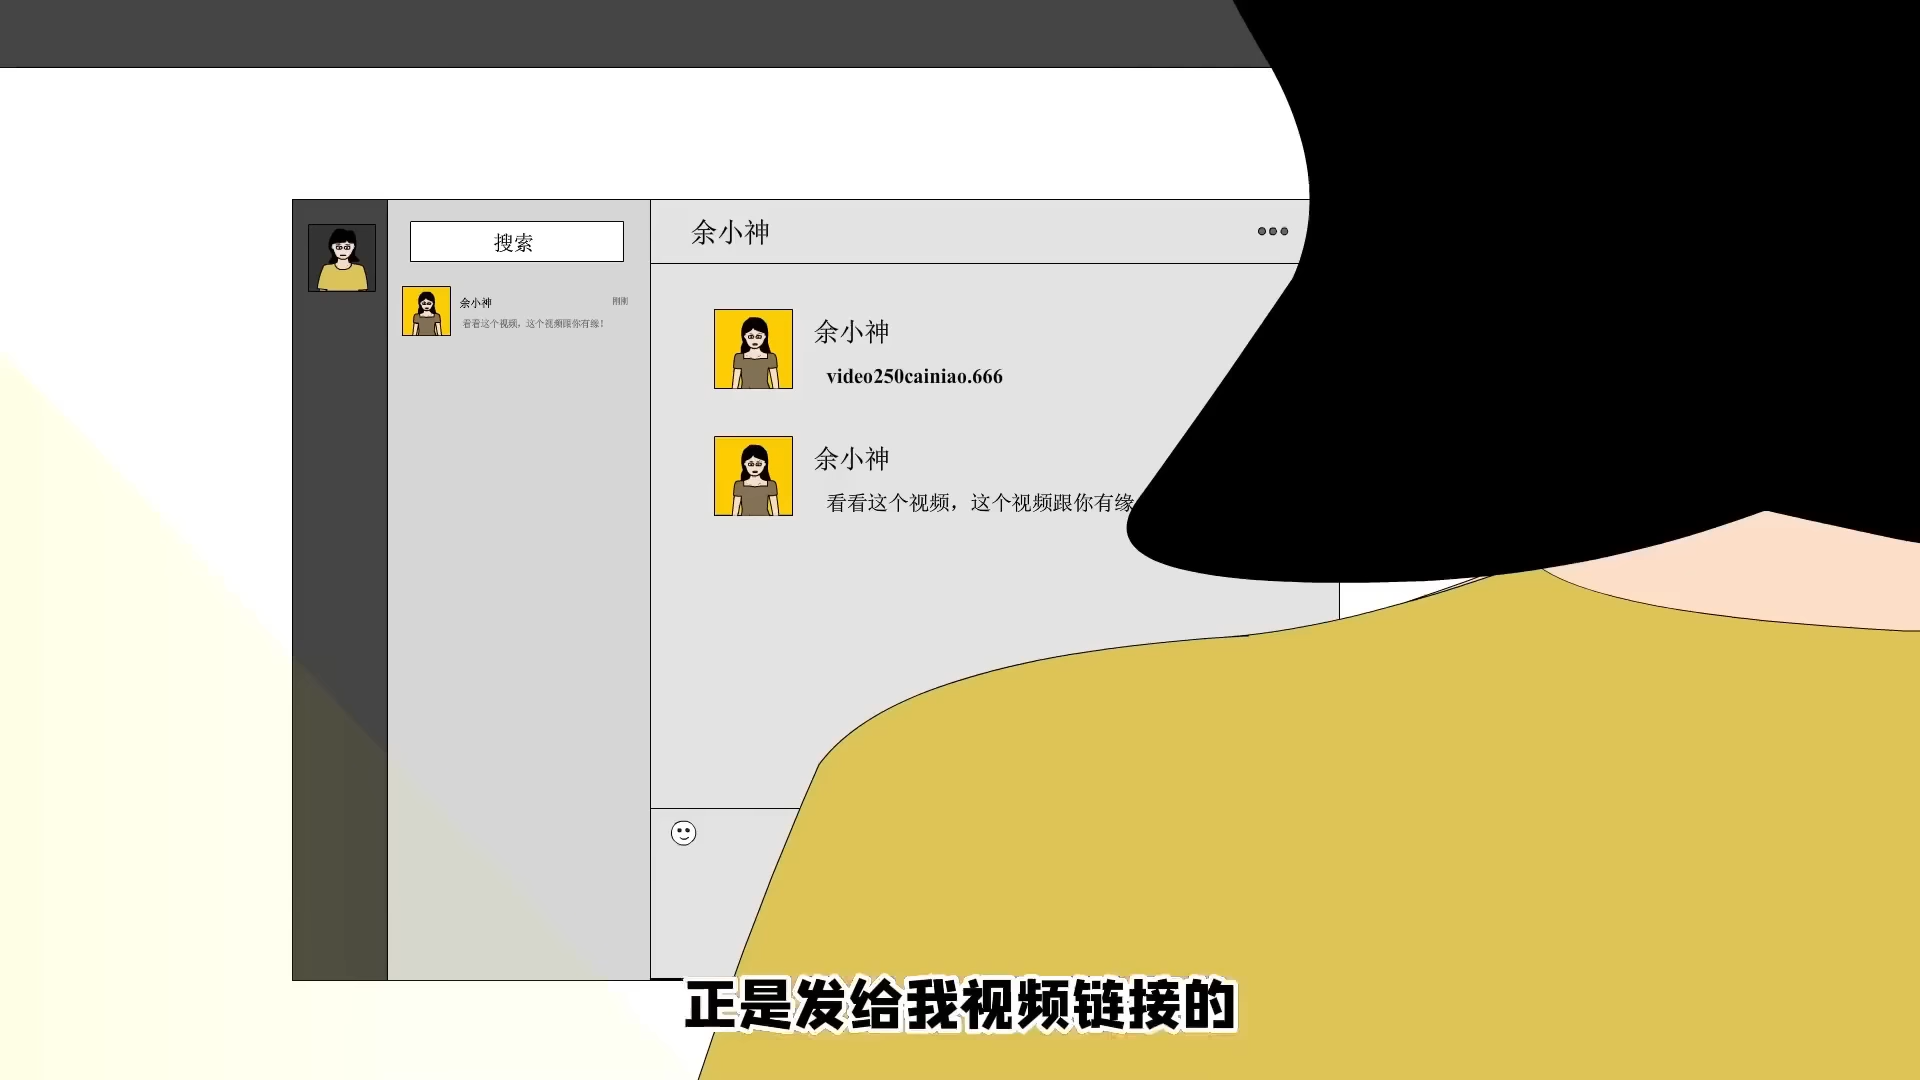 搜索
余小神
刚刚
看看这个视频，这个视频跟你有缘！
余小神
余小神
video250cainiao.666
余小神
看看这个视频，这个视频跟你有缘
正是发给我视频链接的